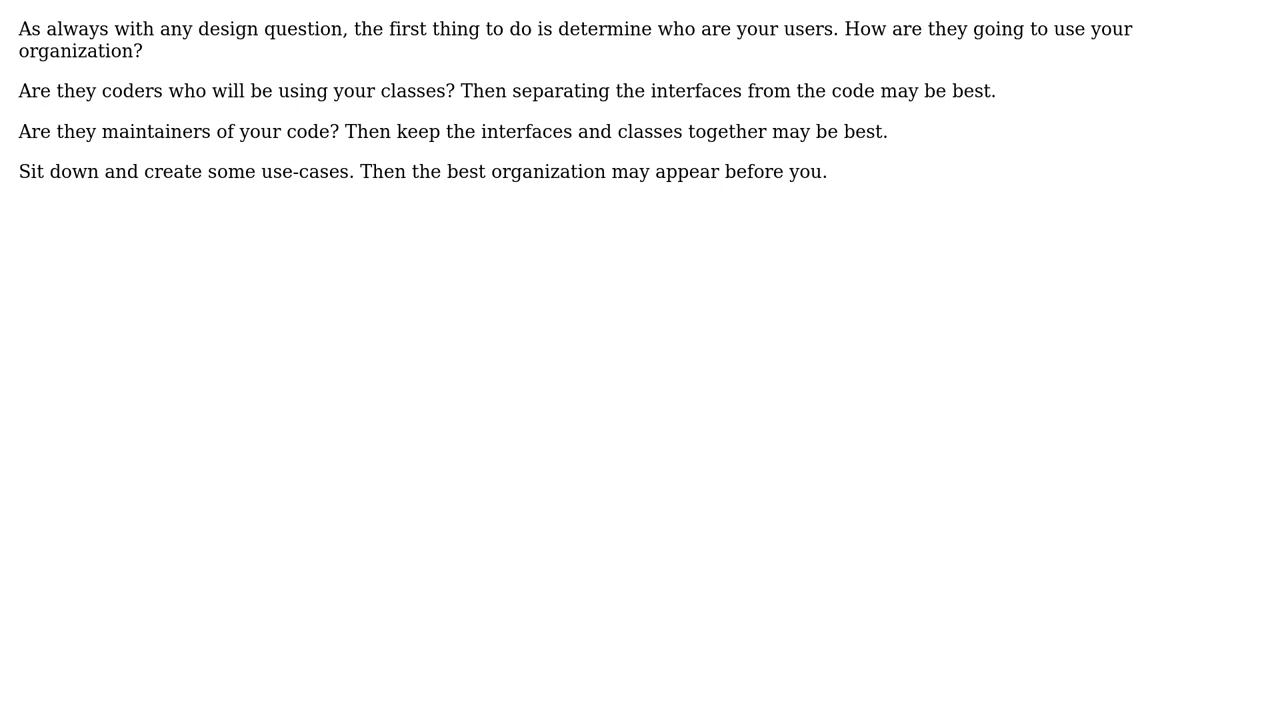 As always with any design question, the first thing to do is determine who are your users. How are they going to use your
organization?
Are they coders who will be using your classes? Then separating the interfaces from the code may be best.
Are they maintainers of your code? Then keep the interfaces and classes together may be best.
Sit down and create some use-cases. Then the best organization may appear before you.